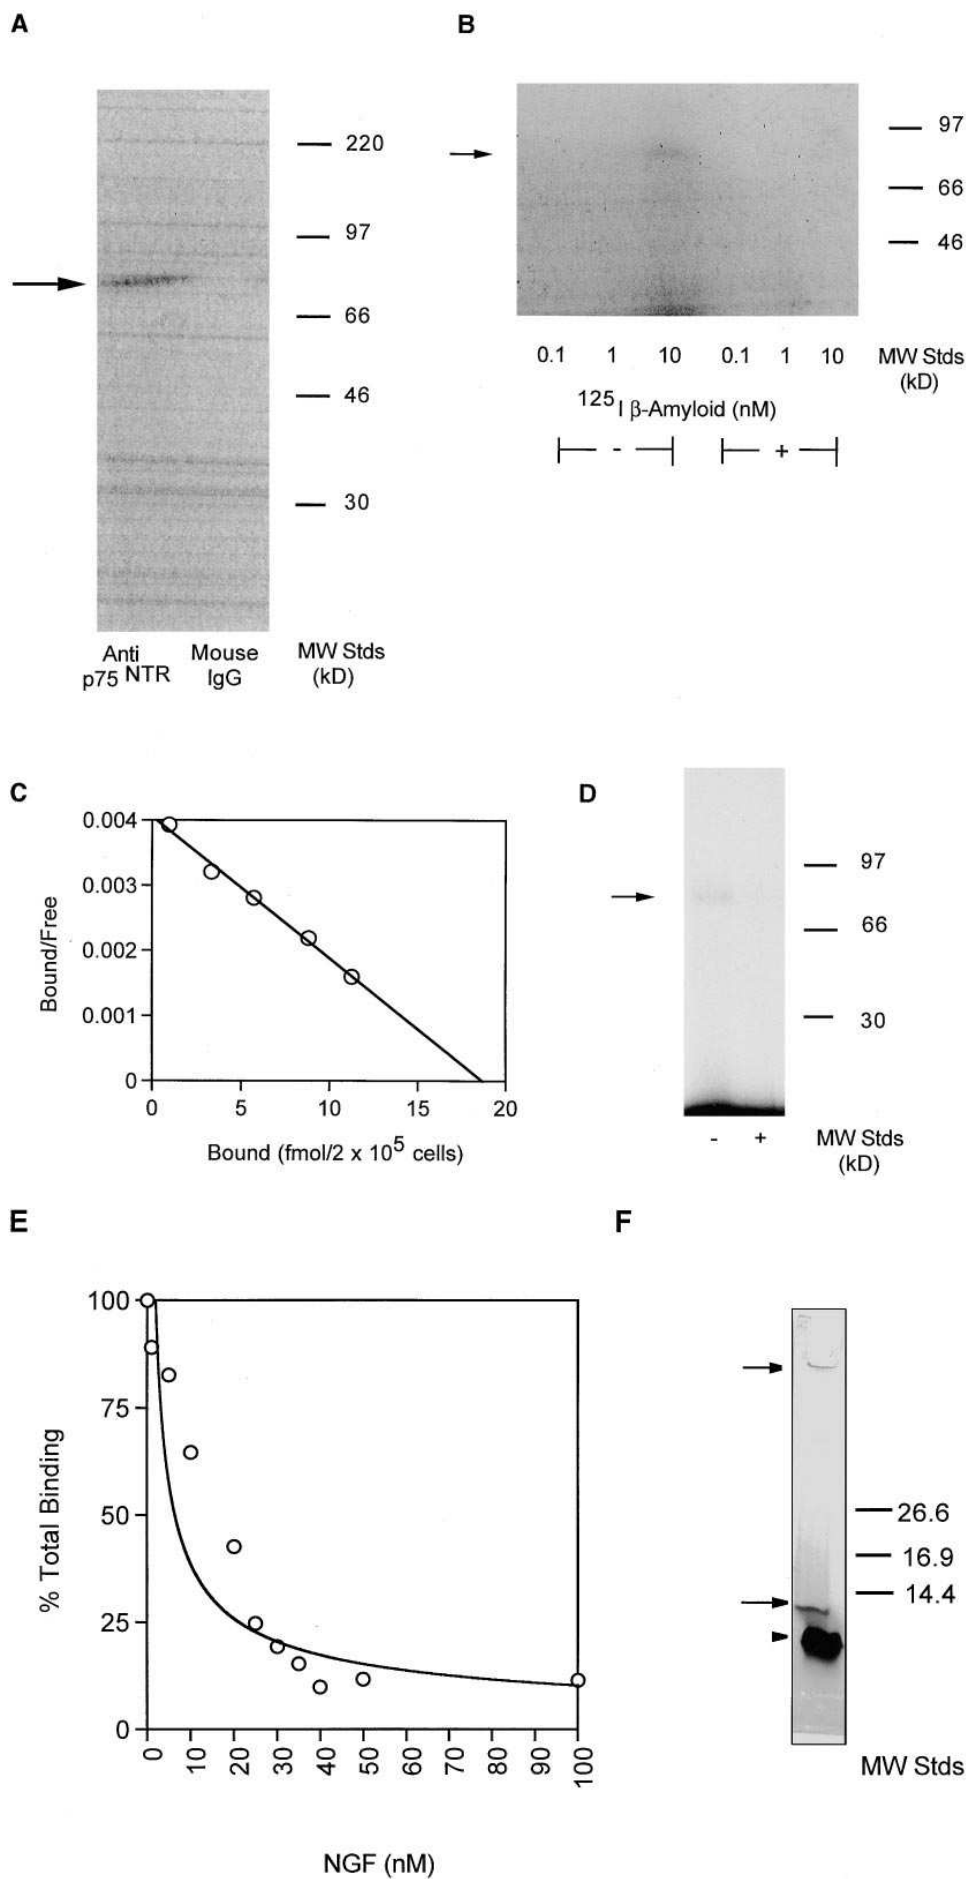 A
220
97
66
46
30
Anti p75 NTR
Mouse IgG
MW Stds (kD)
B
97
66
46
0.1 1 10 0.1 1 10
MW Stds (kD)
125 I β-Amyloid (nM)
- +
C
0.004
0.003
0.002
0.001
0
Bound/Free
0 5 10 15 20
Bound (fmol/2 x 10^5 cells)
D
97
66
30
- +
MW Stds (kD)
E
100
75
50
25
0
% Total Binding
0 10 20 30 40 50 60 70 80 90 100
NGF (nM)
F
26.6
16.9
14.4
MW Stds